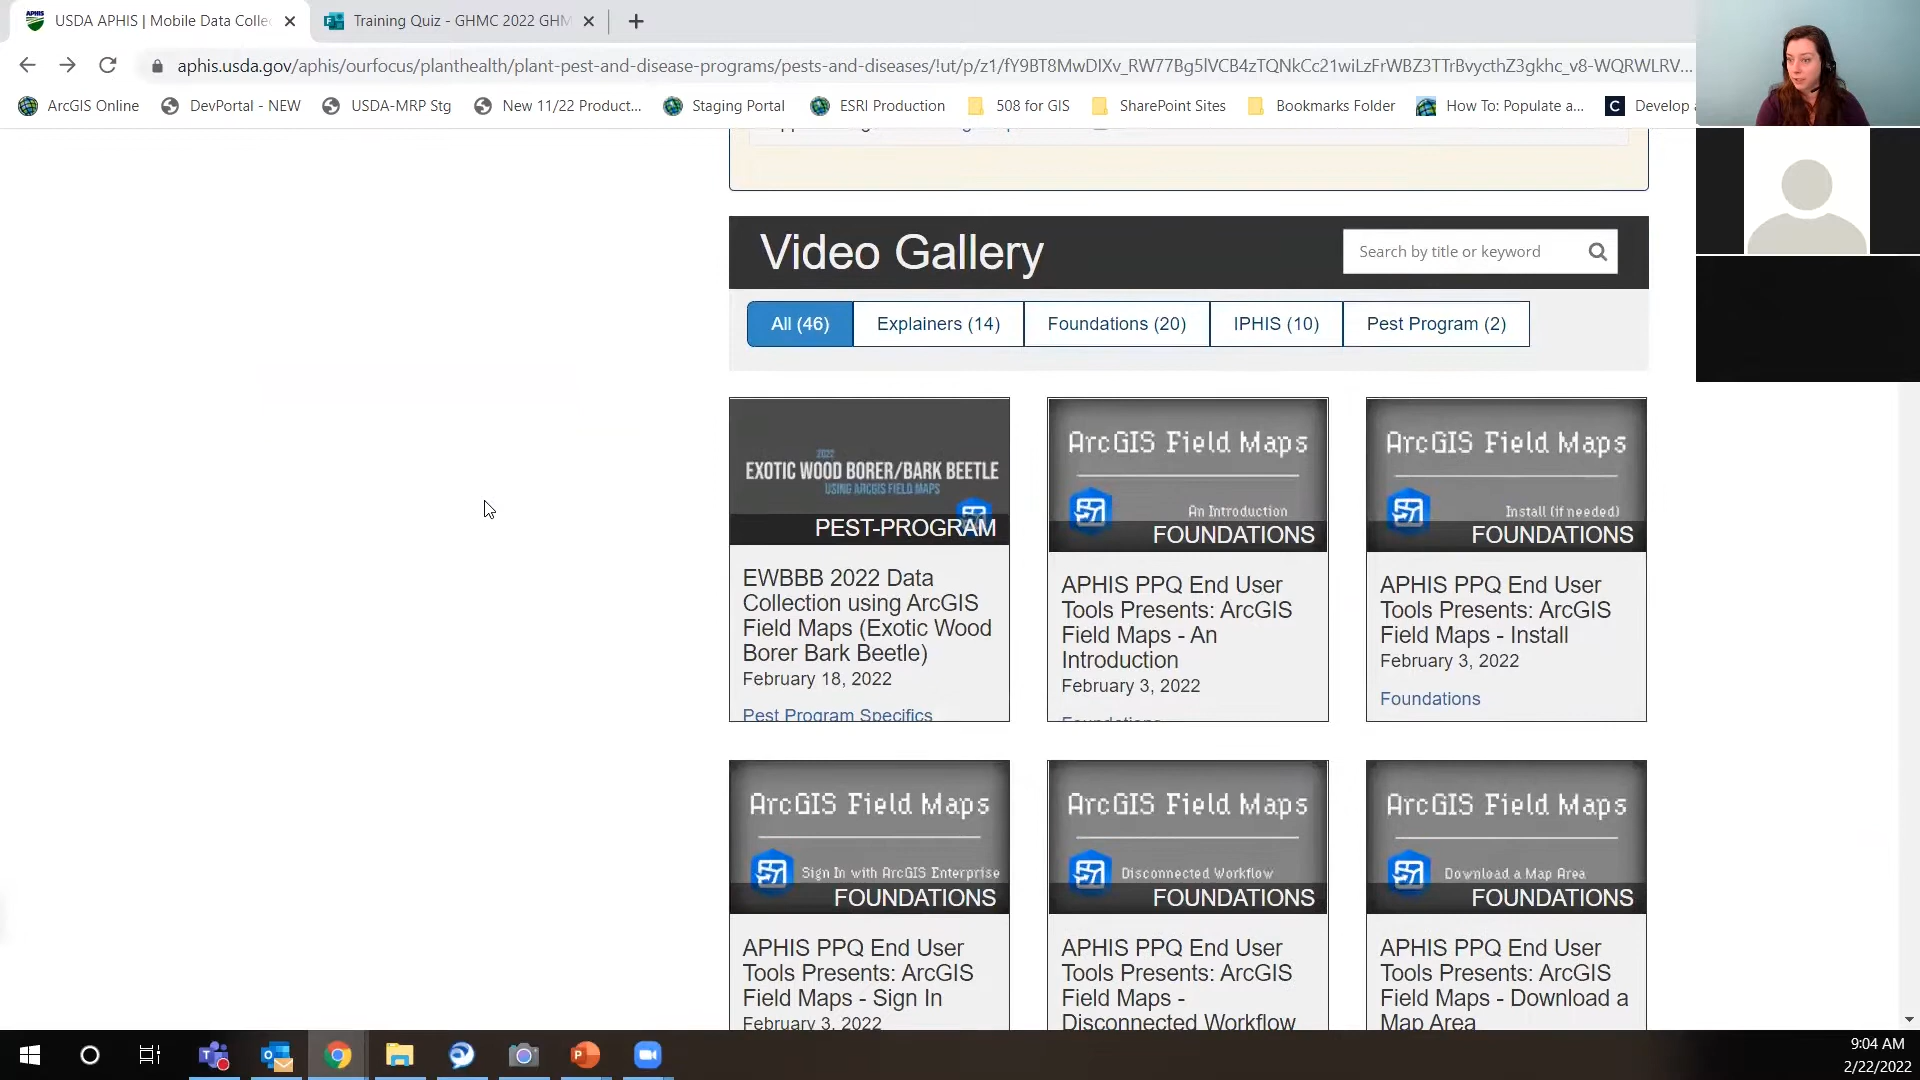 USDA APHIS | Mobile Data Colle
Training Quiz - GHMC 2022 GHM
aphis.usda.gov/aphis/ourfocus/planthealth/plant-pest-and-disease-programs/pests-and-diseases/!ut/p/z1/fY9BT8MwDIXv_RW77Bg5lVCB4zTQNkCc21wiLzFrWBZ3TTrBvycthZ3gkhc_v8-WQRWLRV...
ArcGIS Online
DevPortal - NEW
USDA-MRP Stg
New 11/22 Product...
Staging Portal
ESRI Production
508 for GIS
SharePoint Sites
Bookmarks Folder
How To: Populate a...
Develop
Video Gallery
Search by title or keyword
All (46)
Explainers (14)
Foundations (20)
IPHIS (10)
Pest Program (2)
2022
EXOTIC WOOD BORER/BARK BEETLE
USING ARCGIS FIELD MAPS
PEST-PROGRAM
EWBBB 2022 Data
Collection using ArcGIS
Field Maps (Exotic Wood
Borer Bark Beetle)
February 18, 2022
Pest Program Specifics
ArcGIS Field Maps
An Introduction
FOUNDATIONS
APHIS PPQ End User
Tools Presents: ArcGIS
Field Maps - An
Introduction
February 3, 2022
Foundations
ArcGIS Field Maps
Install (if needed)
FOUNDATIONS
APHIS PPQ End User
Tools Presents: ArcGIS
Field Maps - Install
February 3, 2022
Foundations
ArcGIS Field Maps
Sign In with ArcGIS Enterprise
FOUNDATIONS
APHIS PPQ End User
Tools Presents: ArcGIS
Field Maps - Sign In
February 3, 2022
ArcGIS Field Maps
Disconnected Workflow
FOUNDATIONS
APHIS PPQ End User
Tools Presents: ArcGIS
Field Maps -
Disconnected Workflow
ArcGIS Field Maps
Download a Map Area
FOUNDATIONS
APHIS PPQ End User
Tools Presents: ArcGIS
Field Maps - Download a
Map Area
9:04 AM
2/22/2022